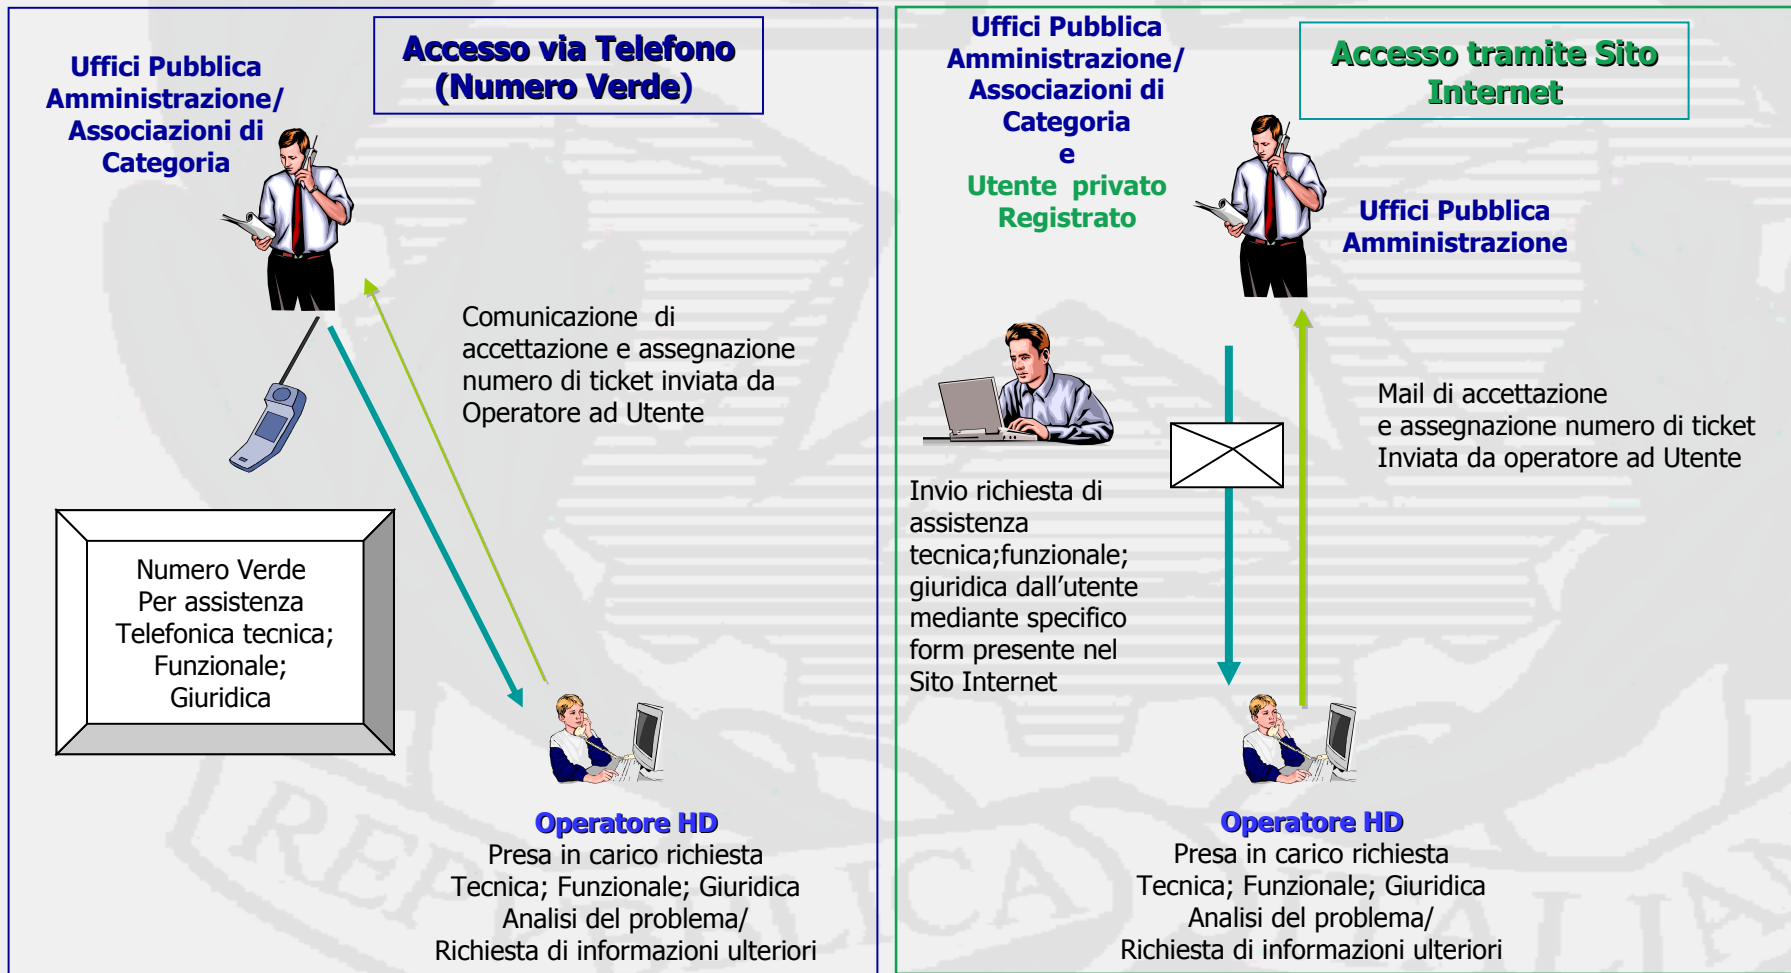 Accesso via Telefono
(Numero Verde)
Uffici Pubblica
Amministrazione/
Associazioni di
Categoria
Comunicazione di
accettazione e assegnazione
numero di ticket inviata da
Operatore ad Utente
Numero Verde
Per assistenza
Telefonica tecnica;
Funzionale;
Giuridica
Operatore HD
Presa in carico richiesta
Tecnica; Funzionale; Giuridica
Analisi del problema/
Richiesta di informazioni ulteriori
Uffici Pubblica
Amministrazione/
Associazioni di
Categoria
e
Utente privato
Registrato
Accesso tramite Sito
Internet
Uffici Pubblica
Amministrazione
Mail di accettazione
e assegnazione numero di ticket
Inviata da operatore ad Utente
Invio richiesta di
assistenza
tecnica;funzionale;
giuridica dall’utente
mediante specifico
form presente nel
Sito Internet
Operatore HD
Presa in carico richiesta
Tecnica; Funzionale; Giuridica
Analisi del problema/
Richiesta di informazioni ulteriori